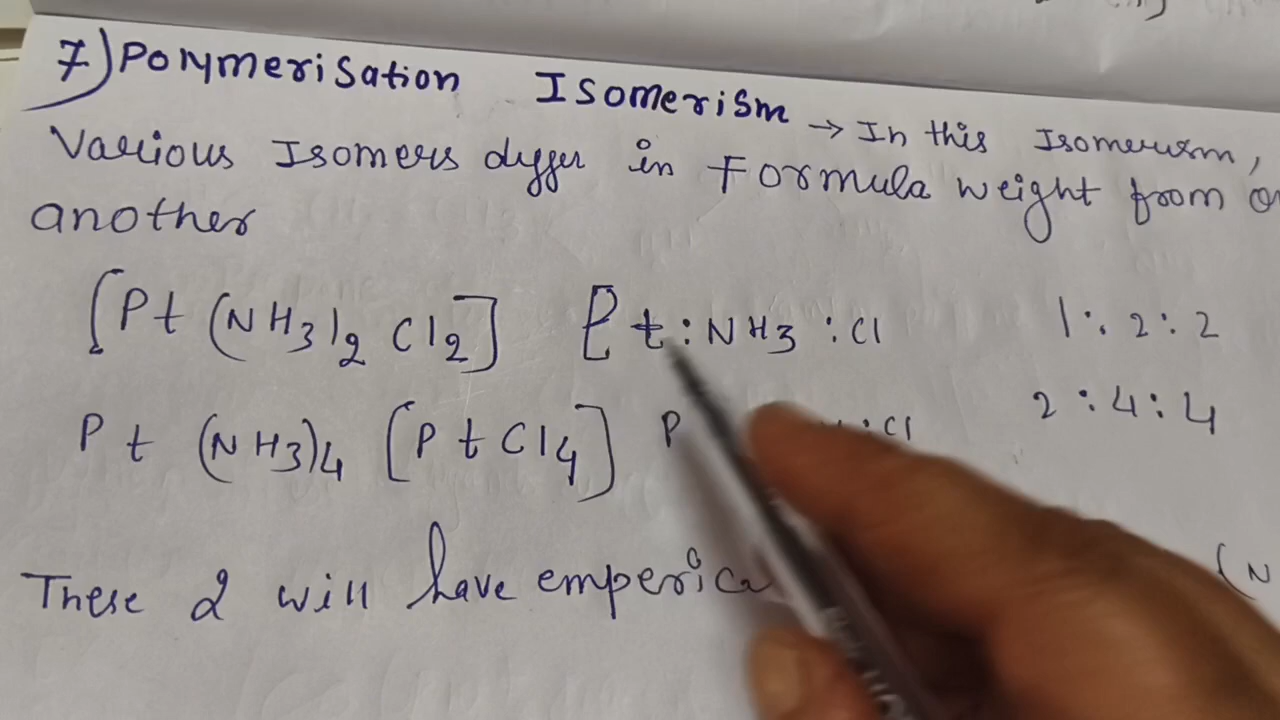 7) Polymerisation Isomerism → In this Isomerism,
Various Isomers differ in Formula weight from
another
[Pt (NH3)2 Cl2] [Pt : NH3 : Cl 1 : 2 : 2
Pt (NH3)4 [Pt Cl4] P : Cl 2 : 4 : 4
These 2 will have emperica (N